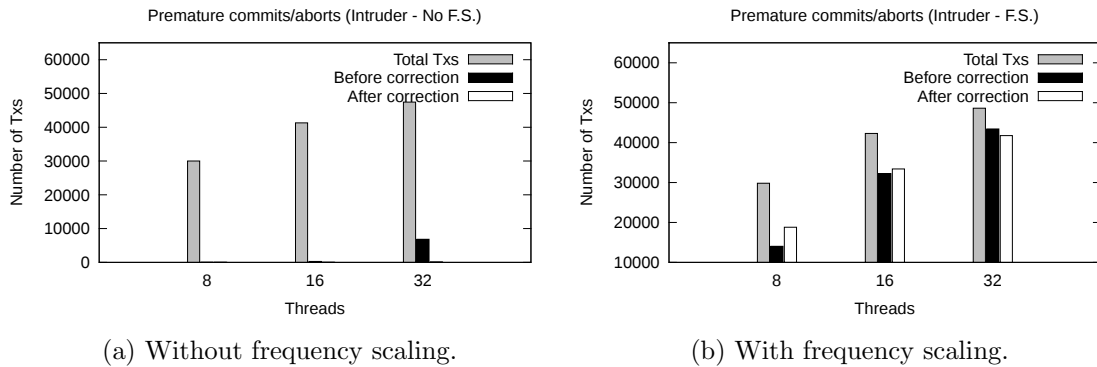 Premature commits/aborts (Intruder - No F.S.)
60000
50000
40000
30000
20000
10000
0
Number of Txs
Total Txs
Before correction
After correction
8 16 32
Threads
(a) Without frequency scaling.
Premature commits/aborts (Intruder - F.S.)
60000
50000
40000
30000
20000
10000
Number of Txs
Total Txs
Before correction
After correction
8 16 32
Threads
(b) With frequency scaling.